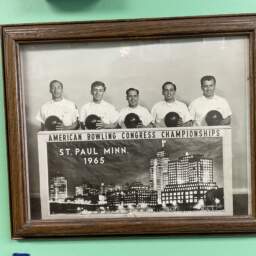 AMERICAN BOWLING CONGRESS CHAMPIONSHIPS
ST. PAUL MINN.
1965